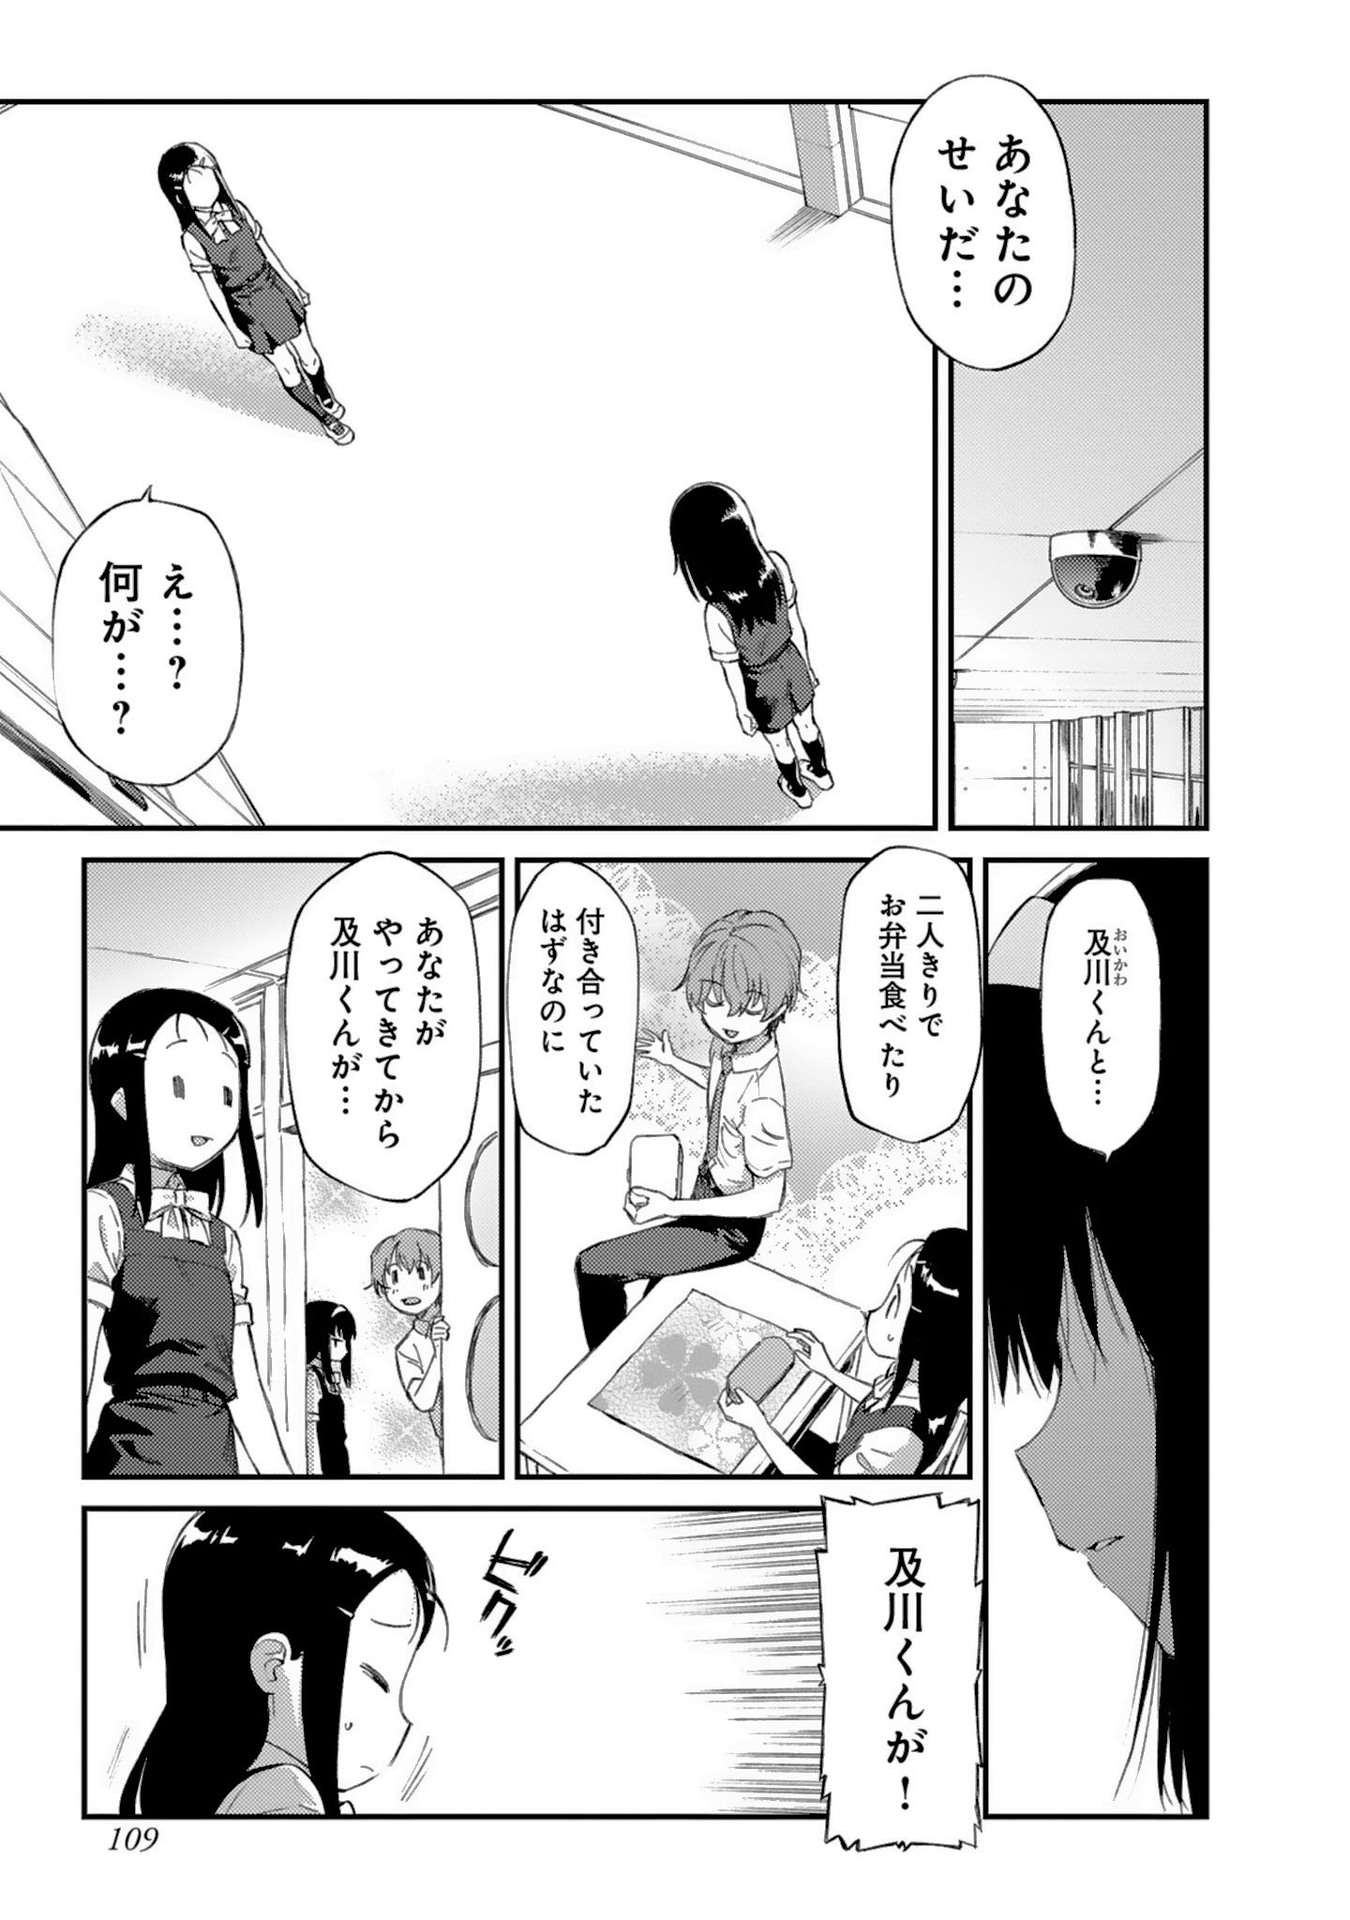 あなたの
せいだ…
え…？
何が…？
及川くんと…
おいかわ
二人きりで
お弁当食べたり
付き合っていた
はずなのに
あなたが
やってきてから
及川くんが…
及川くんが！
ビクッ
109